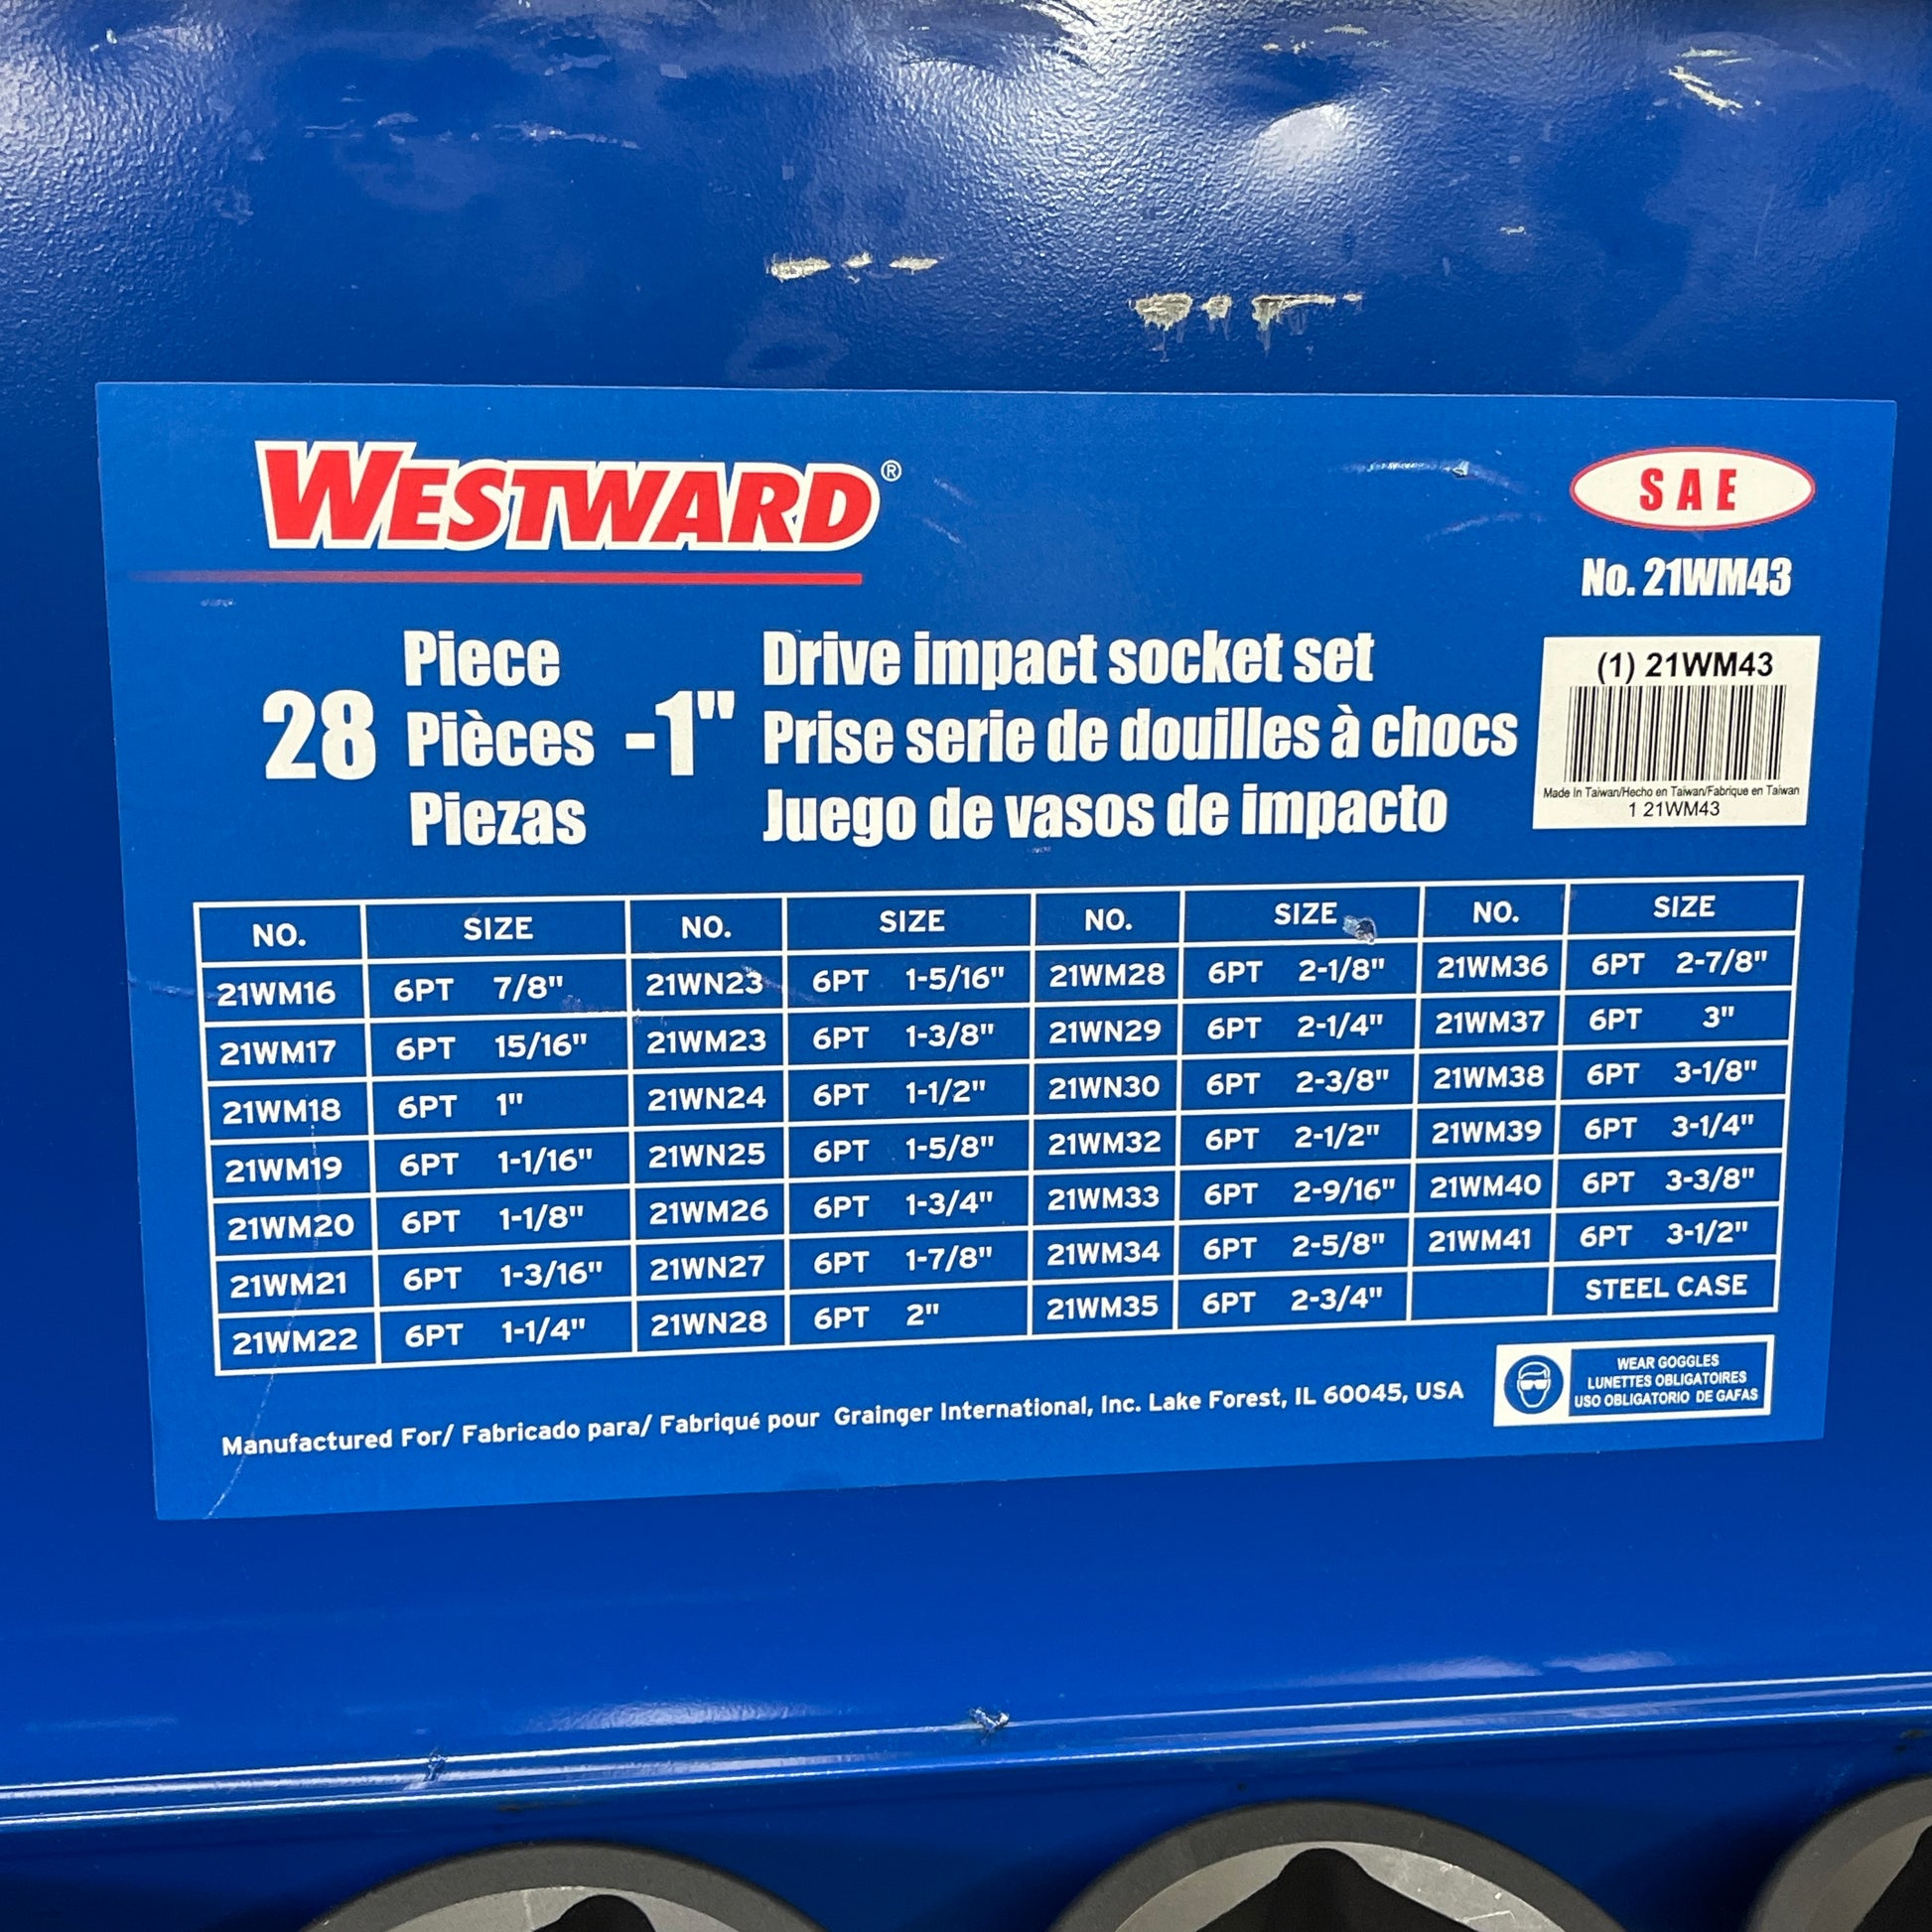 WESTWARD®
SAE
No. 21WM43
28 Piece Pièces Piezas -1"
Drive impact socket set
Prise serie de douilles à chocs
Juego de vasos de impacto
(1) 21WM43
Made In Taiwan/Hecho en Taiwan/Fabrique en Taiwan
1 21WM43
NO. SIZE NO. SIZE NO. SIZE NO. SIZE
21WM16 6PT 7/8" 21WN23 6PT 1-5/16" 21WM28 6PT 2-1/8" 21WM36 6PT 2-7/8"
21WM17 6PT 15/16" 21WM23 6PT 1-3/8" 21WN29 6PT 2-1/4" 21WM37 6PT 3"
21WM18 6PT 1" 21WN24 6PT 1-1/2" 21WN30 6PT 2-3/8" 21WM38 6PT 3-1/8"
21WM19 6PT 1-1/16" 21WN25 6PT 1-5/8" 21WM32 6PT 2-1/2" 21WM39 6PT 3-1/4"
21WM20 6PT 1-1/8" 21WM26 6PT 1-3/4" 21WM33 6PT 2-9/16" 21WM40 6PT 3-3/8"
21WM21 6PT 1-3/16" 21WN27 6PT 1-7/8" 21WM34 6PT 2-5/8" 21WM41 6PT 3-1/2"
21WM22 6PT 1-1/4" 21WN28 6PT 2" 21WM35 6PT 2-3/4" STEEL CASE
Manufactured For/ Fabricado para/ Fabriqué pour Grainger International, Inc. Lake Forest, IL 60045, USA
WEAR GOGGLES
LUNETTES OBLIGATOIRES
USO OBLIGATORIO DE GAFAS